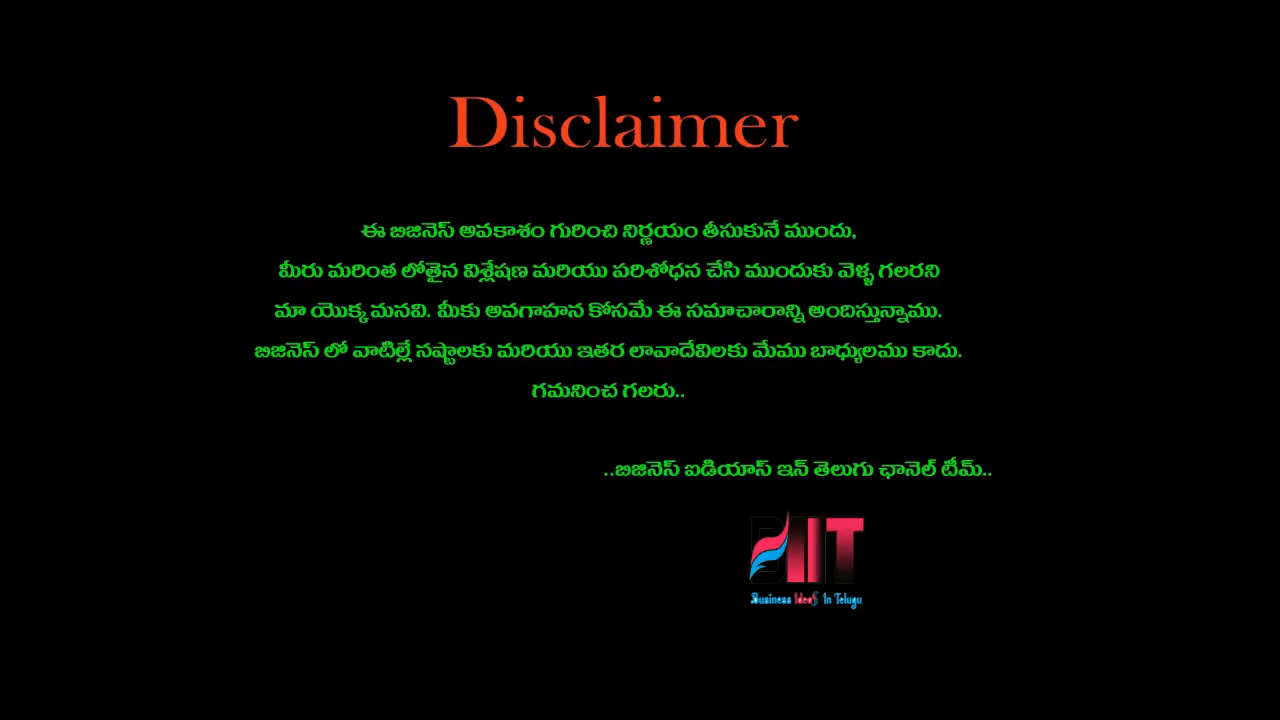 Disclaimer
ఈ బిజినెస్ అవకాశం గురించి నిర్ణయం తీసుకునే ముందు,
మీరు మరింత లోతైన విశ్లేషణ మరియు పరిశోధన చేసి ముందుకు వెళ్ళ గలరని
మా యొక్క మనవి. మీకు అవగాహన కోసమే ఈ సమాచారాన్ని అందిస్తున్నాము.
బిజినెస్ లో వాటిల్లే నష్టాలకు మరియు ఇతర లావాదేవిలకు మేము బాధ్యులము కాదు.
గమనించ గలరు..
..బిజినెస్ ఐడియాస్ ఇన్ తెలుగు ఛానెల్ టీమ్..
BIIT
Business Ideas In Telugu